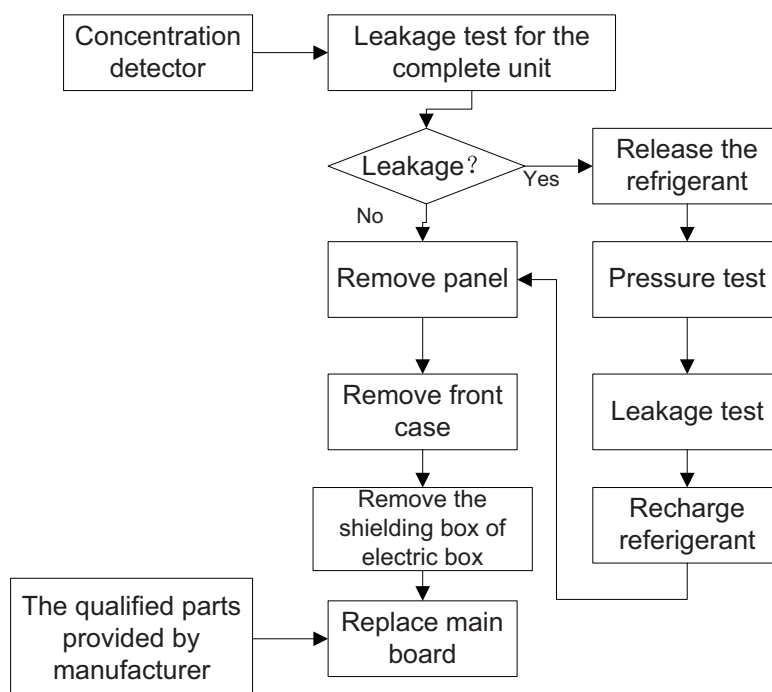 Concentration
detector
Leakage test for the
complete unit
Leakage？
Yes
No
Release the
refrigerant
Remove panel
Pressure test
Remove front
case
Leakage test
Remove the
shielding box of
electric box
Recharge
referigerant
The qualified parts
provided by
manufacturer
Replace main
board